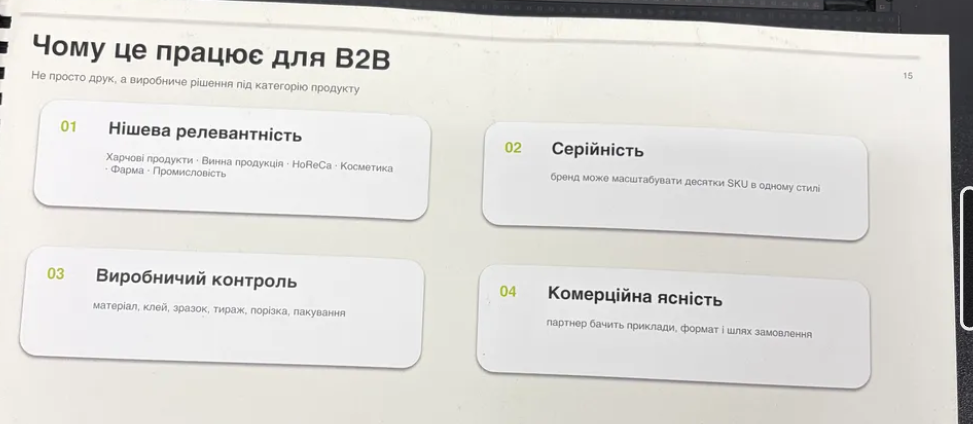 Чому це працює для B2B
Не просто друк, а виробниче рішення під категорію продукту
15
01
Нішева релевантність
Харчові продукти · Винна продукція · HoReCa · Косметика
· Фарма · Промисловість
02
Серійність
бренд може масштабувати десятки SKU в одному стилі
03
Виробничий контроль
матеріал, клей, зразок, тираж, порізка, пакування
04
Комерційна ясність
партнер бачить приклади, формат і шлях замовлення